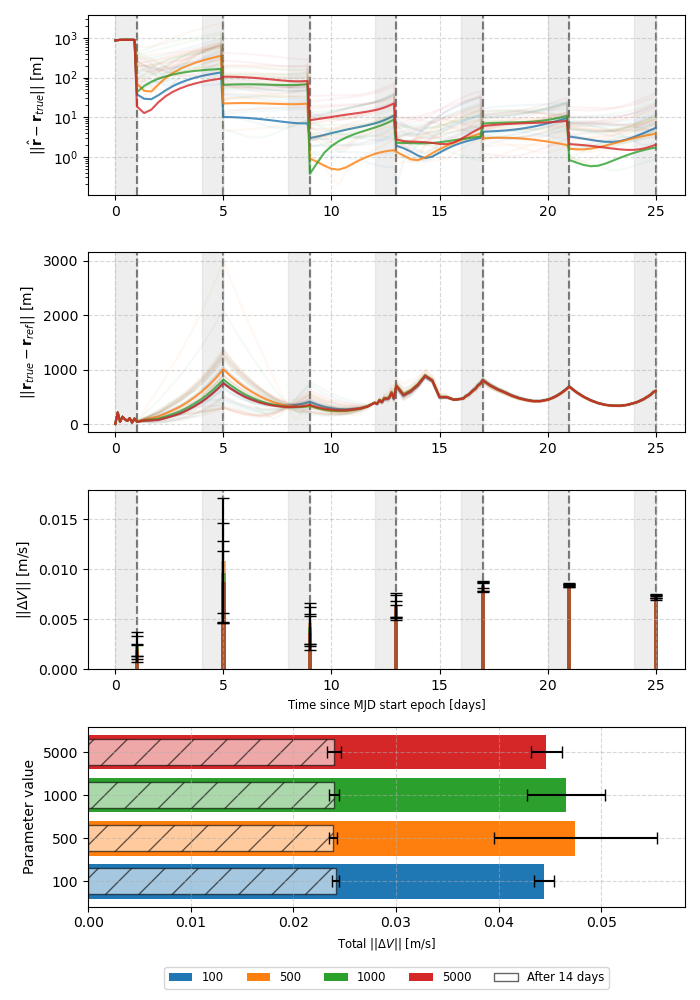 ||r̂ − r_true|| [m]
10³
10²
10¹
10⁰
0 5 10 15 20 25
||r_true − r_ref|| [m]
3000
2000
1000
0
0 5 10 15 20 25
||ΔV|| [m/s]
0.015
0.010
0.005
0.000
0 5 10 15 20 25
Time since MJD start epoch [days]
Parameter value
5000
1000
500
100
0.00 0.01 0.02 0.03 0.04 0.05
Total ||ΔV|| [m/s]
100 500 1000 5000 After 14 days